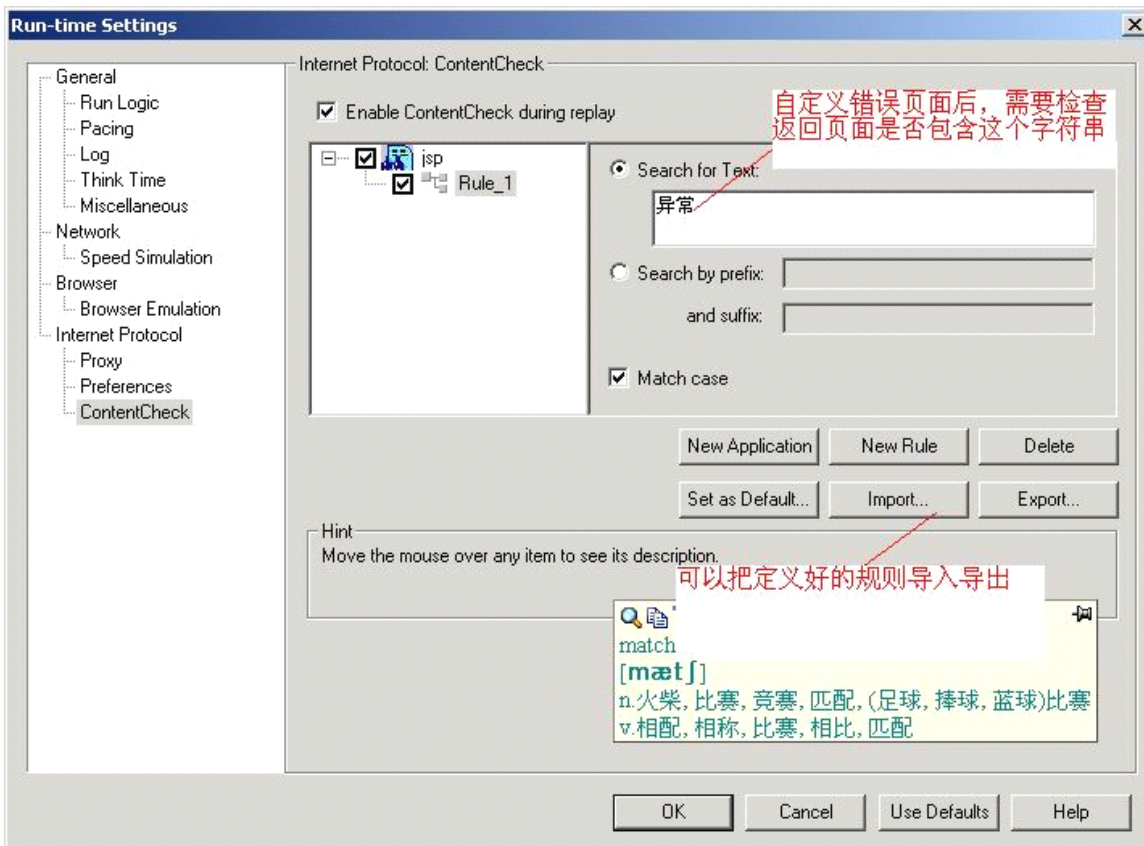 Run-time Settings
General
Run Logic
Pacing
Log
Think Time
Miscellaneous
Network
Speed Simulation
Browser
Browser Emulation
Internet Protocol
Proxy
Preferences
ContentCheck
Internet Protocol: ContentCheck
Enable ContentCheck during replay
自定义错误页面后，需要检查
返回页面是否包含这个字符串
jsp
Rule_1
Search for Text:
异常
Search by prefix:
and suffix:
Match case
New Application
New Rule
Delete
Set as Default...
Import...
Export...
Hint
Move the mouse over any item to see its description.
可以把定义好的规则导入导出
match
[mætʃ]
n.火柴, 比赛, 竞赛, 匹配, (足球, 捧球, 蓝球)比赛
v.相配, 相称, 比赛, 相比, 匹配
OK
Cancel
Use Defaults
Help